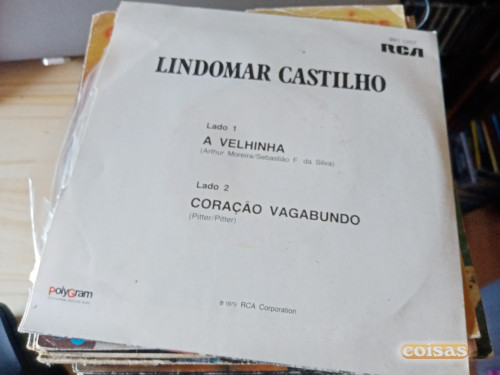 RCA
LINDOMAR CASTILHO
Lado 1
A VELHINHA
(Arthur Moreira/Sebastião F. da Silva)
Lado 2
CORAÇÃO VAGABUNDO
(Pitter/Pitter)
polyGram
RCA Corporation
coisas